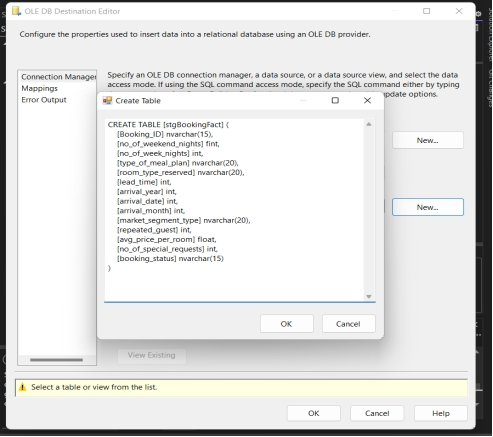 OLE DB Destination Editor
Configure the properties used to insert data into a relational database using an OLE DB provider.
Connection Manager
Mappings
Error Output
Specify an OLE DB connection manager, a data source, or a data source view, and select the data
access mode. If using the SQL command access mode, specify the SQL command either by typing
update options.
Create Table
CREATE TABLE [stgBookingFact] (
[Booking_ID] nvarchar(15),
[no_of_weekend_nights] fint,
[no_of_week_nights] int,
[type_of_meal_plan] nvarchar(20),
[room_type_reserved] nvarchar(20),
[lead_time] int,
[arrival_year] int,
[arrival_date] int,
[arrival_month] int,
[market_segment_type] nvarchar(20),
[repeated_guest] int,
[avg_price_per_room] float,
[no_of_special_requests] int,
[booking_status] nvarchar(15)
)
OK
Cancel
New...
New...
View Existing
Select a table or view from the list.
OK
Cancel
Help